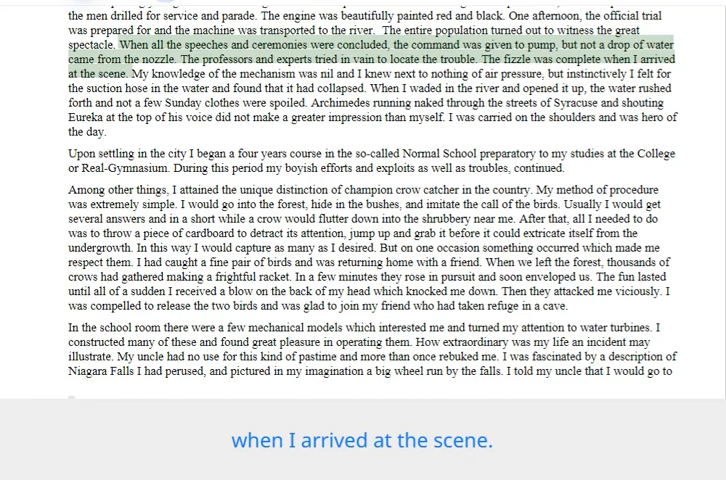 the men drilled for service and parade. The engine was beautifully painted red and black. One afternoon, the official trial
was prepared for and the machine was transported to the river. The entire population turned out to witness the great
spectacle. When all the speeches and ceremonies were concluded, the command was given to pump, but not a drop of water
came from the nozzle. The professors and experts tried in vain to locate the trouble. The fizzle was complete when I arrived
at the scene. My knowledge of the mechanism was nil and I knew next to nothing of air pressure, but instinctively I felt for
the suction hose in the water and found that it had collapsed. When I waded in the river and opened it up, the water rushed
forth and not a few Sunday clothes were spoiled. Archimedes running naked through the streets of Syracuse and shouting
Eureka at the top of his voice did not make a greater impression than myself. I was carried on the shoulders and was hero of
the day.
Upon settling in the city I began a four years course in the so-called Normal School preparatory to my studies at the College
or Real-Gymnasium. During this period my boyish efforts and exploits as well as troubles, continued.
Among other things, I attained the unique distinction of champion crow catcher in the country. My method of procedure
was extremely simple. I would go into the forest, hide in the bushes, and imitate the call of the birds. Usually I would get
several answers and in a short while a crow would flutter down into the shrubbery near me. After that, all I needed to do
was to throw a piece of cardboard to detract its attention, jump up and grab it before it could extricate itself from the
undergrowth. In this way I would capture as many as I desired. But on one occasion something occurred which made me
respect them. I had caught a fine pair of birds and was returning home with a friend. When we left the forest, thousands of
crows had gathered making a frightful racket. In a few minutes they rose in pursuit and soon enveloped us. The fun lasted
until all of a sudden I received a blow on the back of my head which knocked me down. Then they attacked me viciously. I
was compelled to release the two birds and was glad to join my friend who had taken refuge in a cave.
In the school room there were a few mechanical models which interested me and turned my attention to water turbines. I
constructed many of these and found great pleasure in operating them. How extraordinary was my life an incident may
illustrate. My uncle had no use for this kind of pastime and more than once rebuked me. I was fascinated by a description of
Niagara Falls I had perused, and pictured in my imagination a big wheel run by the falls. I told my uncle that I would go to
when I arrived at the scene.